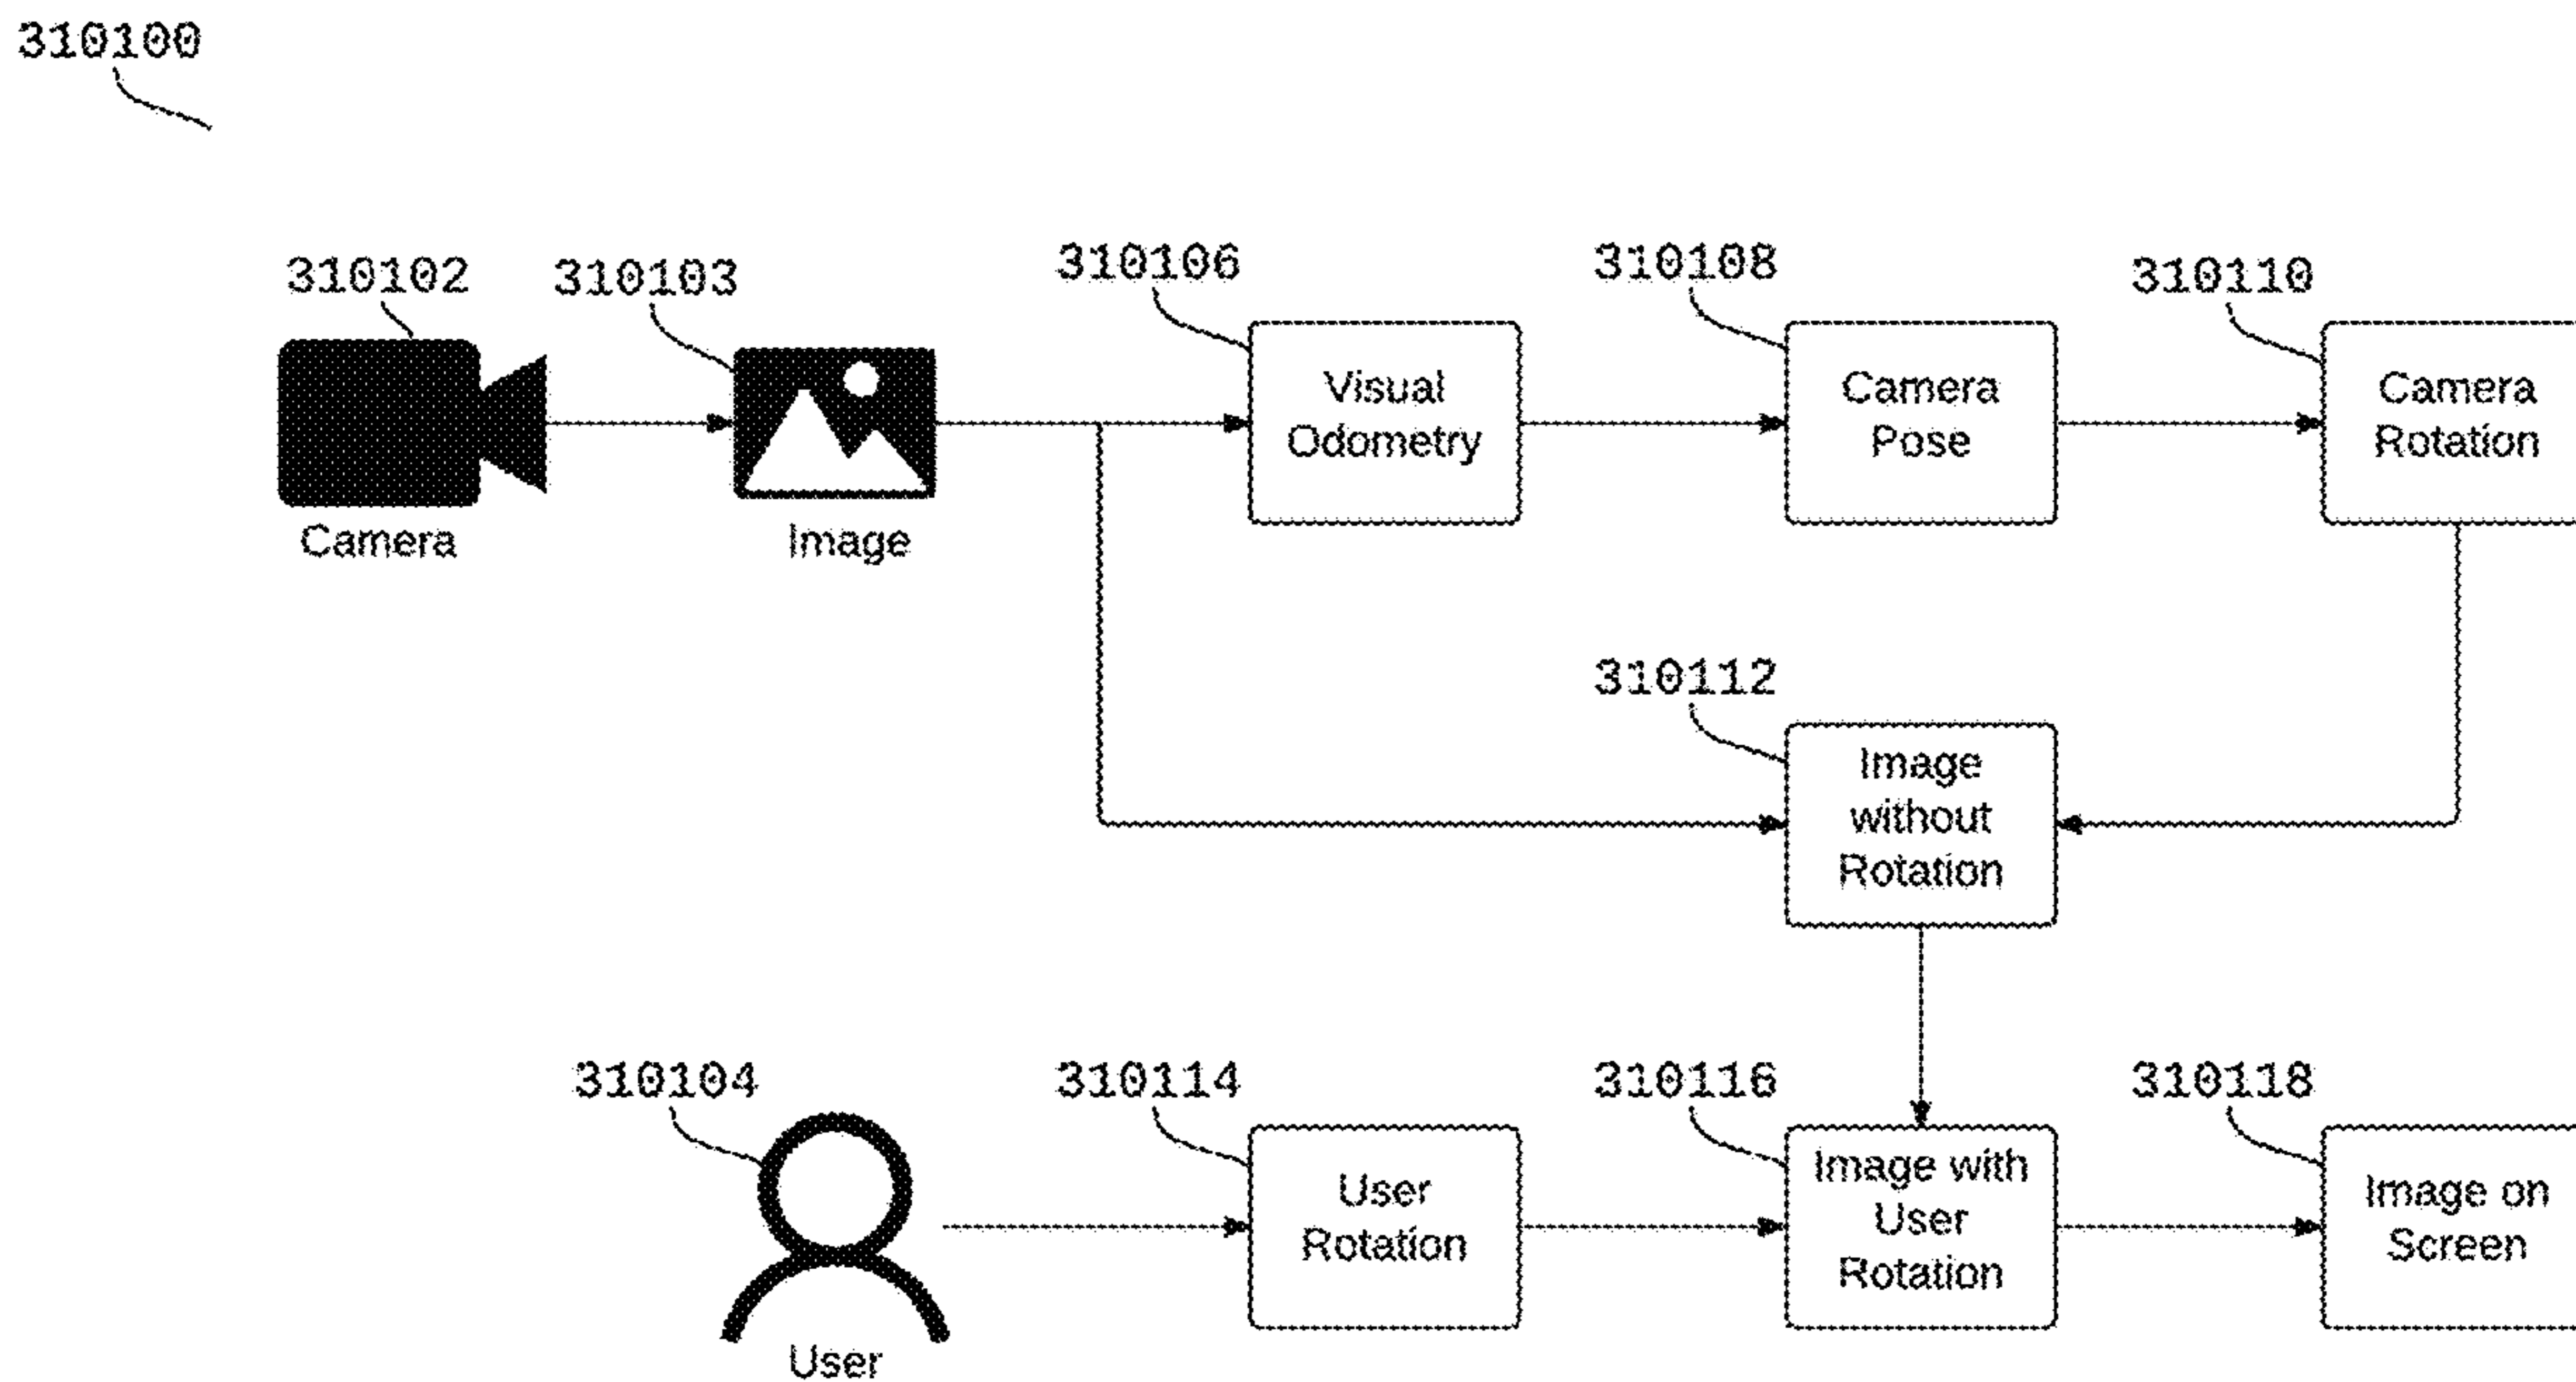 310100
310102
310103
310106
310108
310110
Camera
Image
Visual
Odometry
Camera
Pose
Camera
Rotation
310112
Image
without
Rotation
310104
310114
310116
310118
User
User
Rotation
Image with
User
Rotation
Image on
Screen